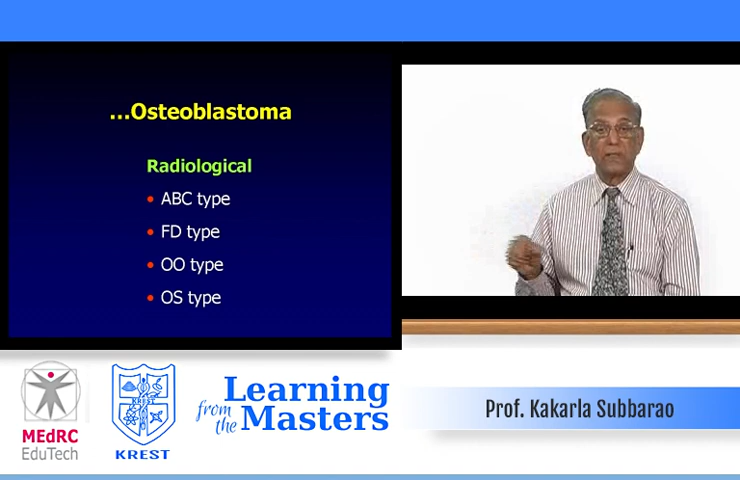 ...Osteoblastoma
Radiological
• ABC type
• FD type
• OO type
• OS type
MEdRC
EduTech
KREST
KREST
Learning
from the Masters
Prof. Kakarla Subbarao